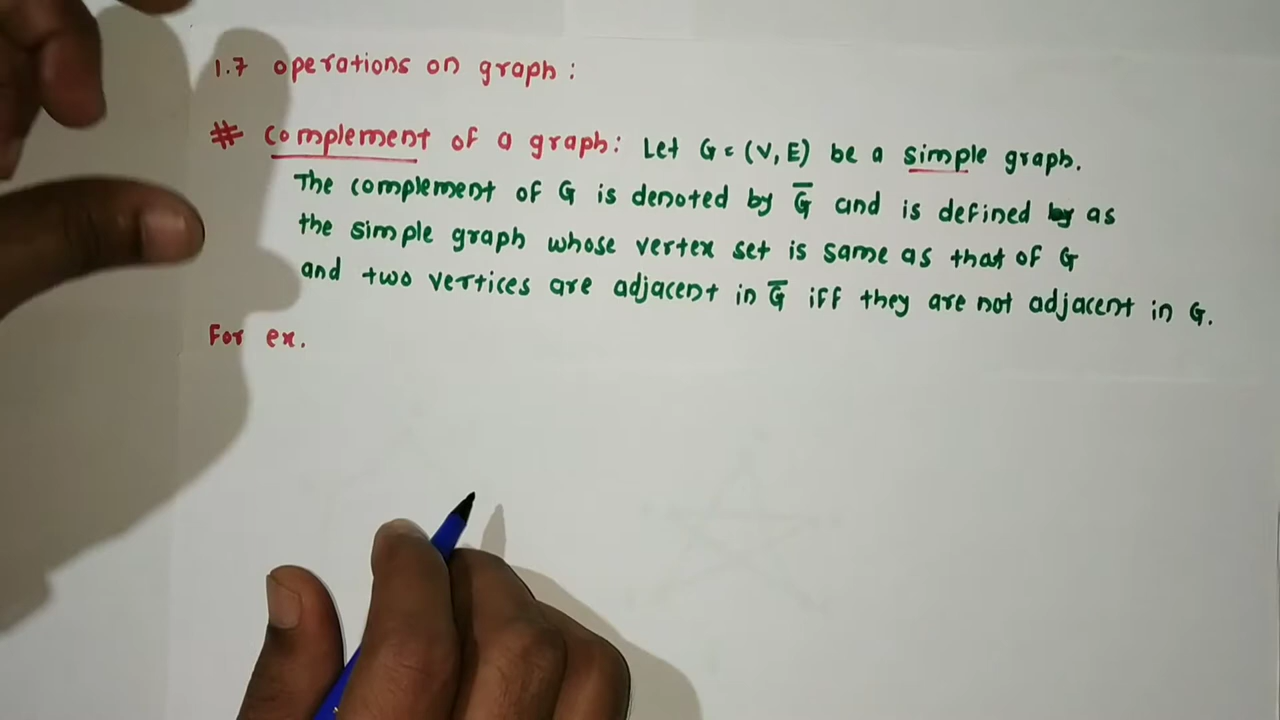 1.7 operations on graph:
# complement of a graph: Let G = (V, E) be a simple graph.
The complement of G is denoted by G̅ and is defined by as
the simple graph whose vertex set is same as that of G
and two vertices are adjacent in G̅ iff they are not adjacent in G.
For ex.